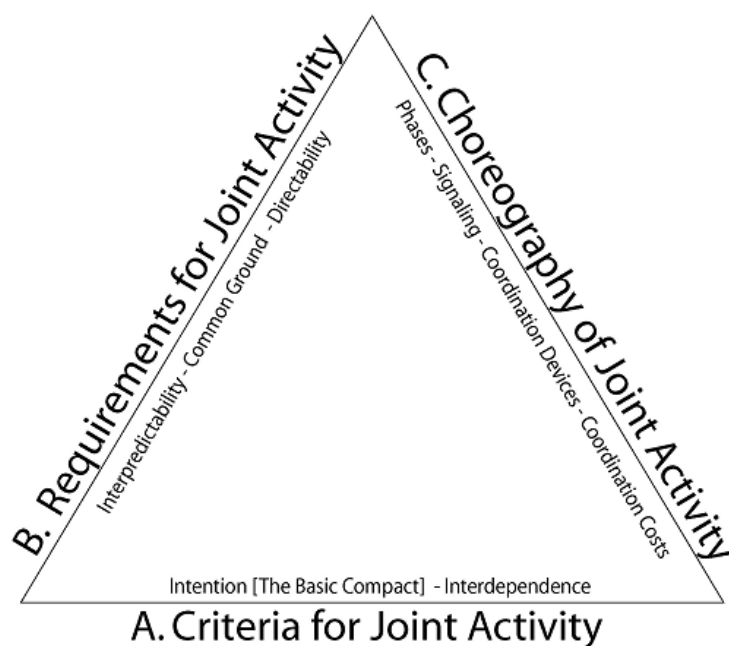 B. Requirements for Joint Activity
Interpredictability - Common Ground - Directability
C. Choreography of Joint Activity
Phases - Signaling - Coordination Devices - Coordination Costs
Intention [The Basic Compact] - Interdependence
A. Criteria for Joint Activity